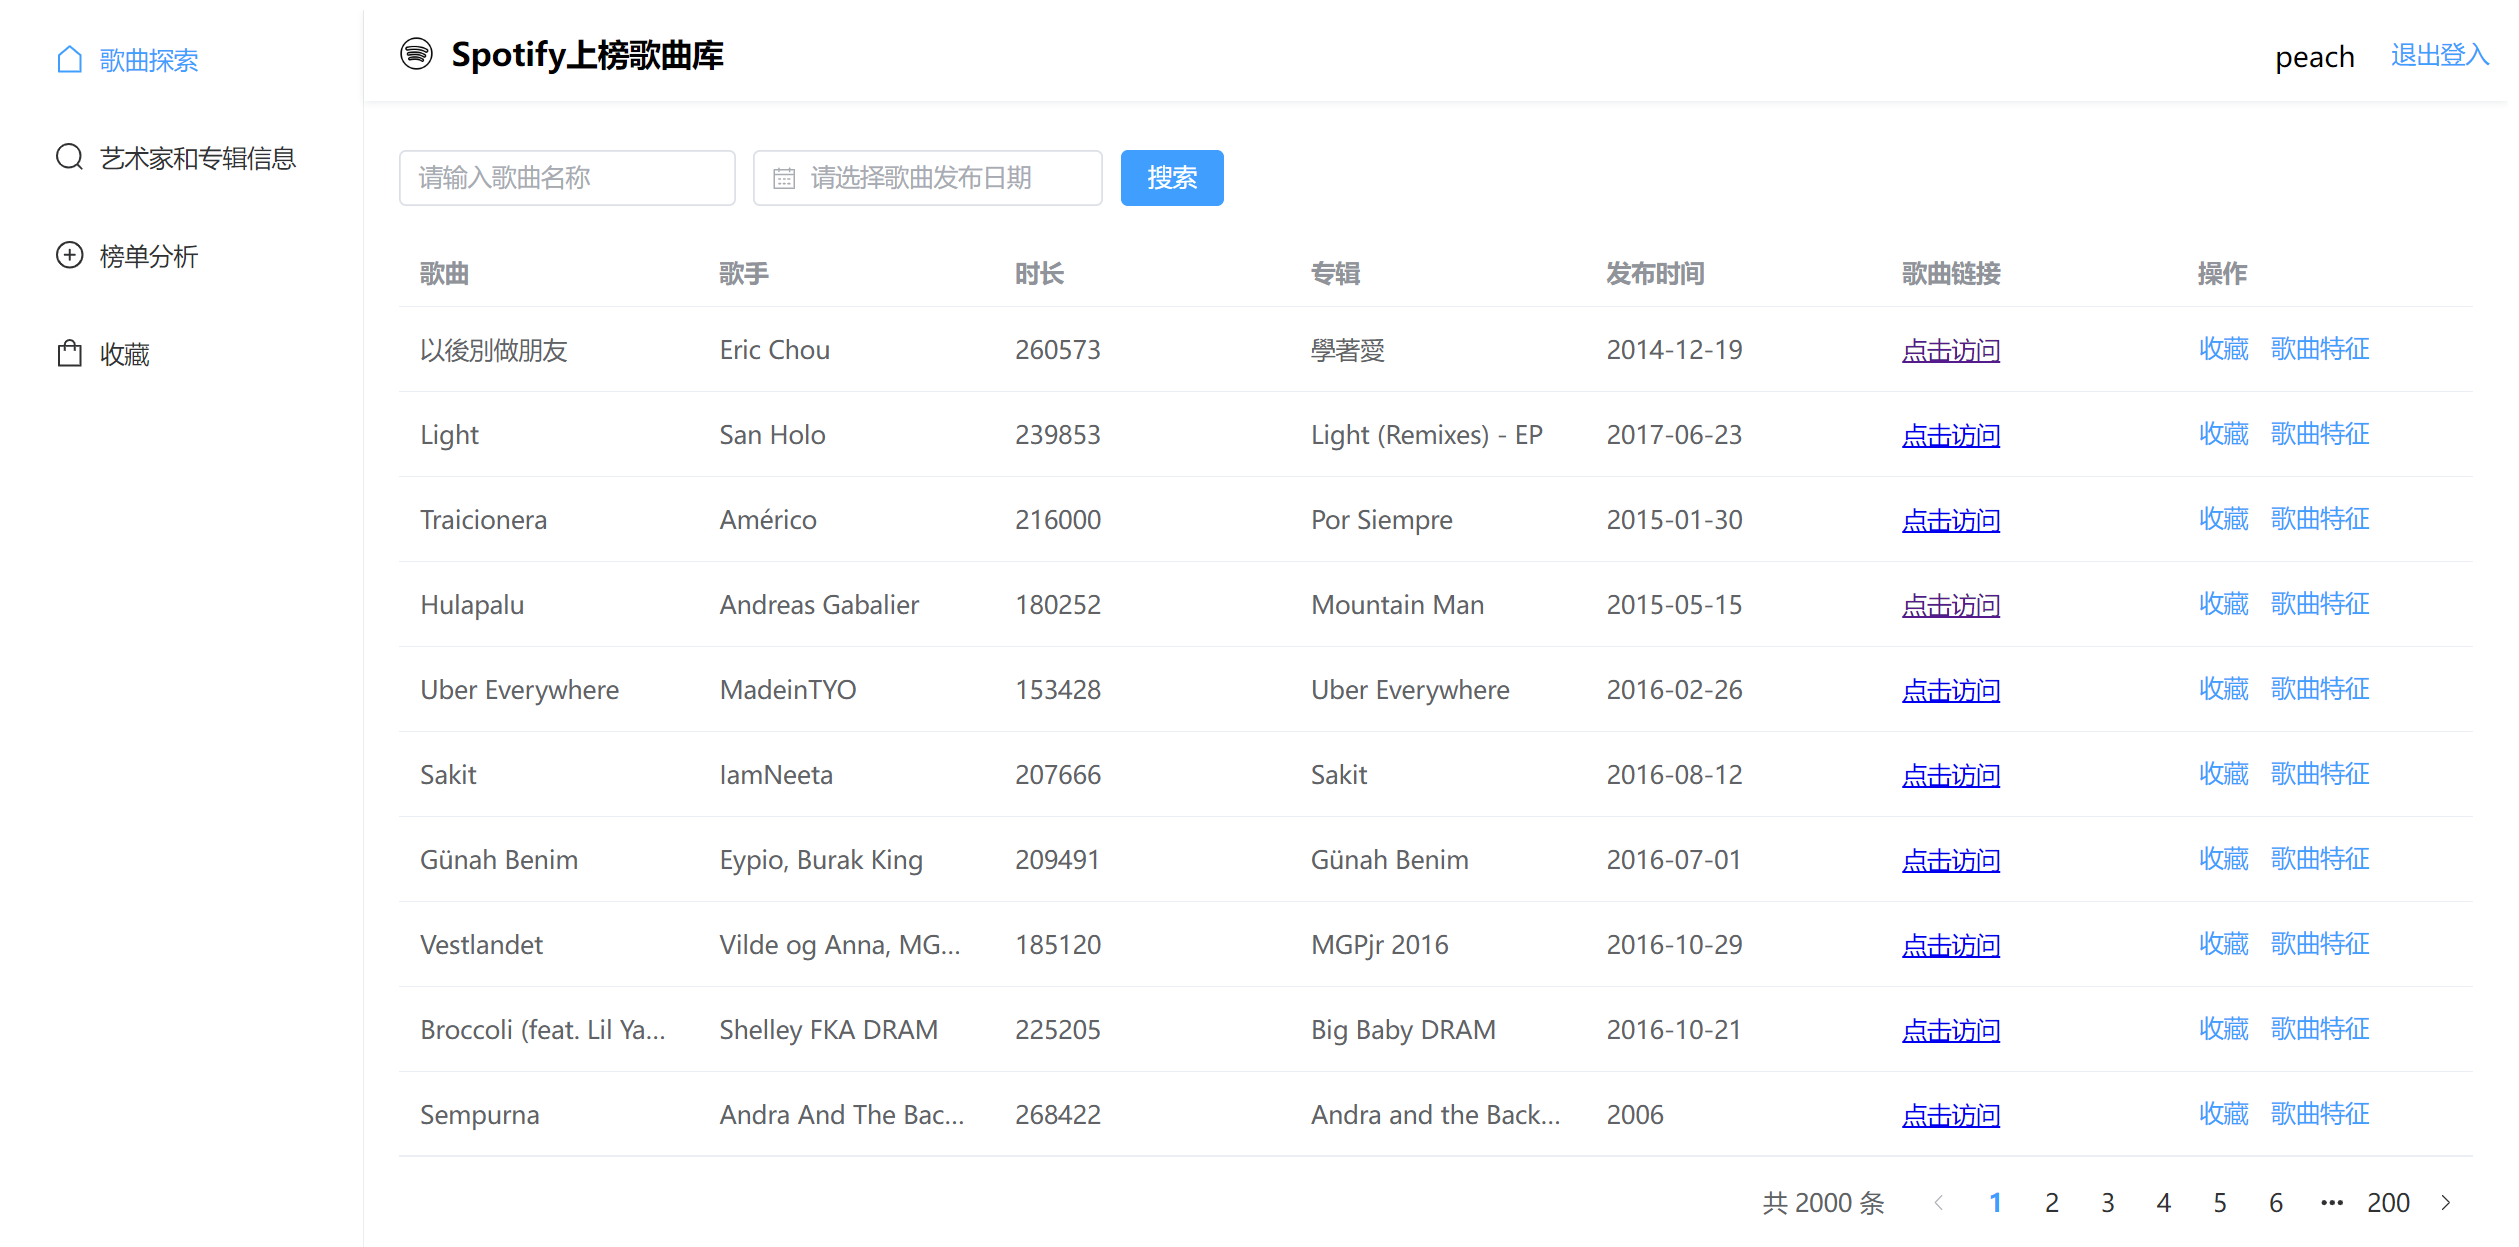 歌曲探索
艺术家和专辑信息
榜单分析
收藏
Spotify上榜歌曲库
peach 退出登入
请输入歌曲名称 请选择歌曲发布日期 搜索
歌曲 歌手 时长 专辑 发布时间 歌曲链接 操作
以後別做朋友 Eric Chou 260573 學著愛 2014-12-19 点击访问 收藏 歌曲特征
Light San Holo 239853 Light (Remixes) - EP 2017-06-23 点击访问 收藏 歌曲特征
Traicionera Américo 216000 Por Siempre 2015-01-30 点击访问 收藏 歌曲特征
Hulapalu Andreas Gabalier 180252 Mountain Man 2015-05-15 点击访问 收藏 歌曲特征
Uber Everywhere MadeinTYO 153428 Uber Everywhere 2016-02-26 点击访问 收藏 歌曲特征
Sakit IamNeeta 207666 Sakit 2016-08-12 点击访问 收藏 歌曲特征
Günah Benim Eypio, Burak King 209491 Günah Benim 2016-07-01 点击访问 收藏 歌曲特征
Vestlandet Vilde og Anna, MG... 185120 MGPjr 2016 2016-10-29 点击访问 收藏 歌曲特征
Broccoli (feat. Lil Ya... Shelley FKA DRAM 225205 Big Baby DRAM 2016-10-21 点击访问 收藏 歌曲特征
Sempurna Andra And The Bac... 268422 Andra and the Back... 2006 点击访问 收藏 歌曲特征
共 2000 条 1 2 3 4 5 6 ••• 200